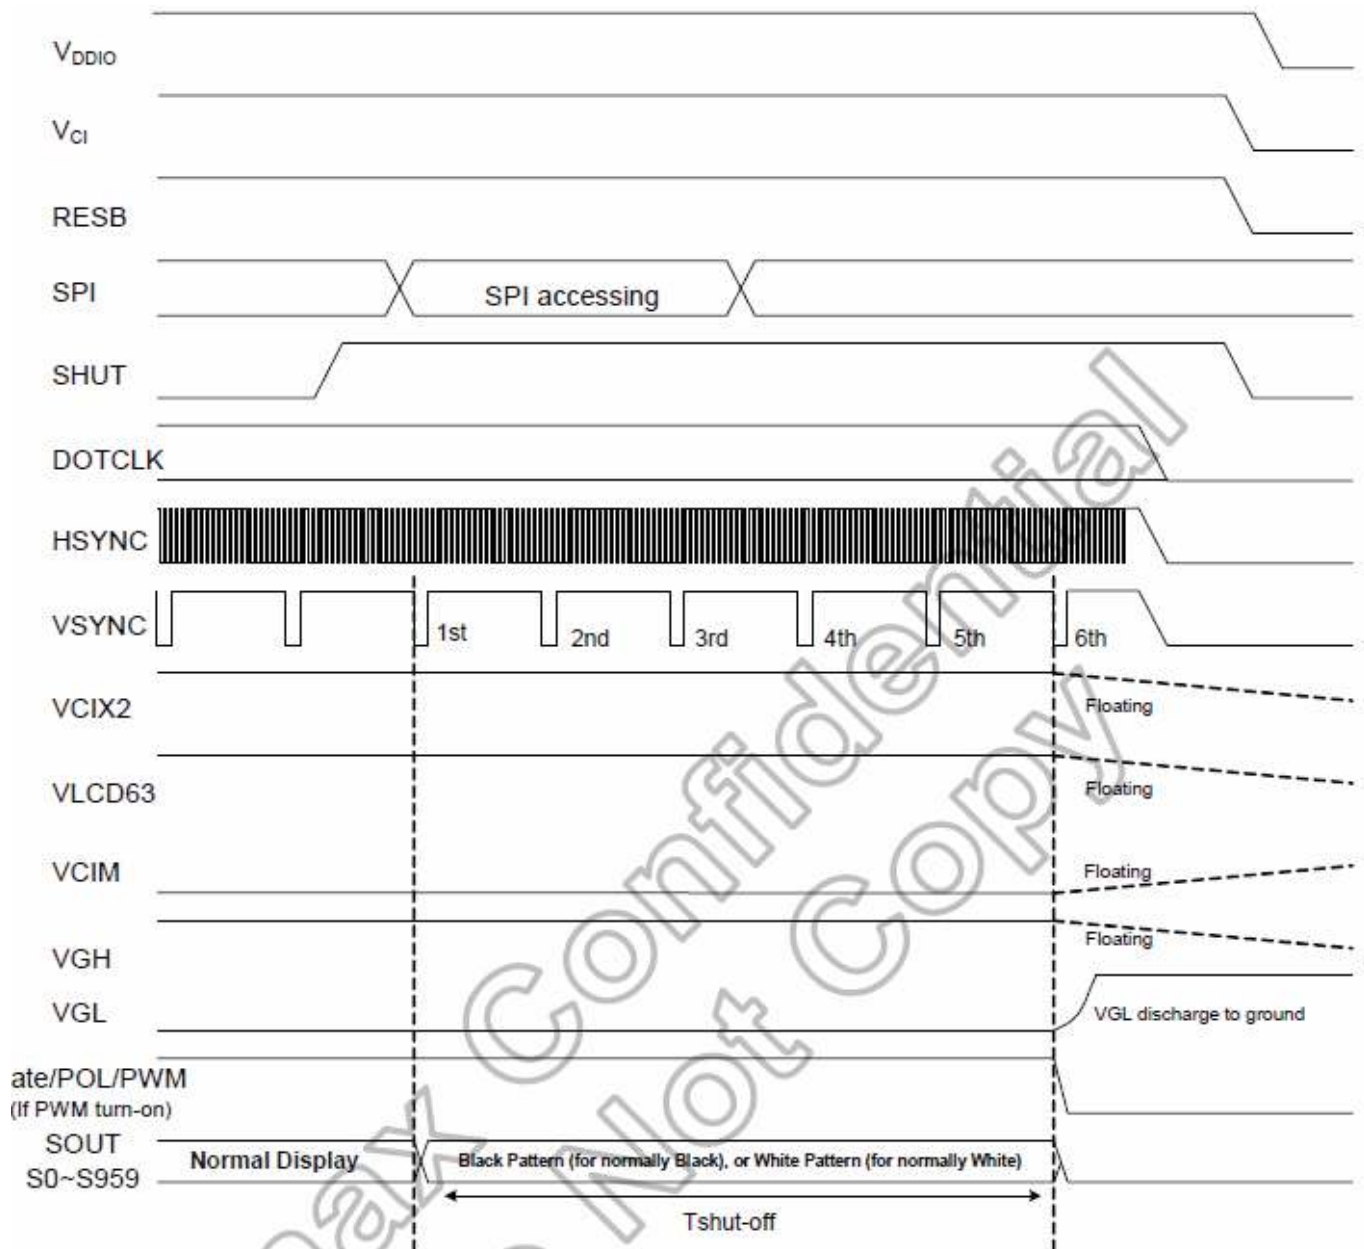 VDDIO
VCI
RESB
SPI
SPI accessing
SHUT
DOTCLK
HSYNC
VSYNC
1st
2nd
3rd
4th
5th
6th
VCIX2
Floating
VLCD63
Floating
VCIM
Floating
VGH
Floating
VGL
VGL discharge to ground
ate/POL/PWM
(If PWM turn-on)
SOUT
S0~S959
Normal Display
Black Pattern (for normally Black), or White Pattern (for normally White)
Tshut-off
ax Confidential
Not Copy